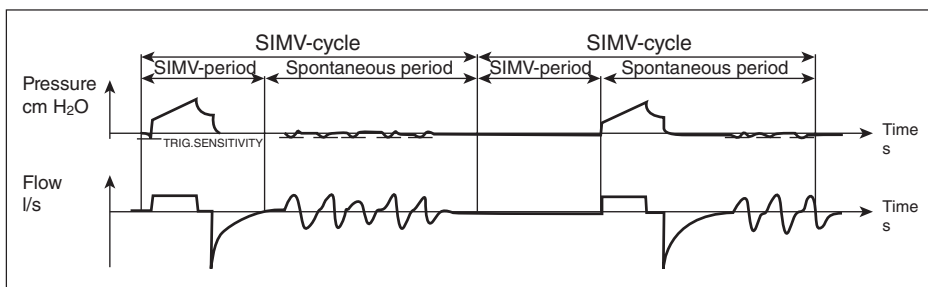 SIMV-cycle SIMV-cycle
SIMV-period Spontaneous period SIMV-period Spontaneous period
Pressure
cm H₂O
TRIG.SENSITIVITY
Time
s
Flow
l/s
Time
s